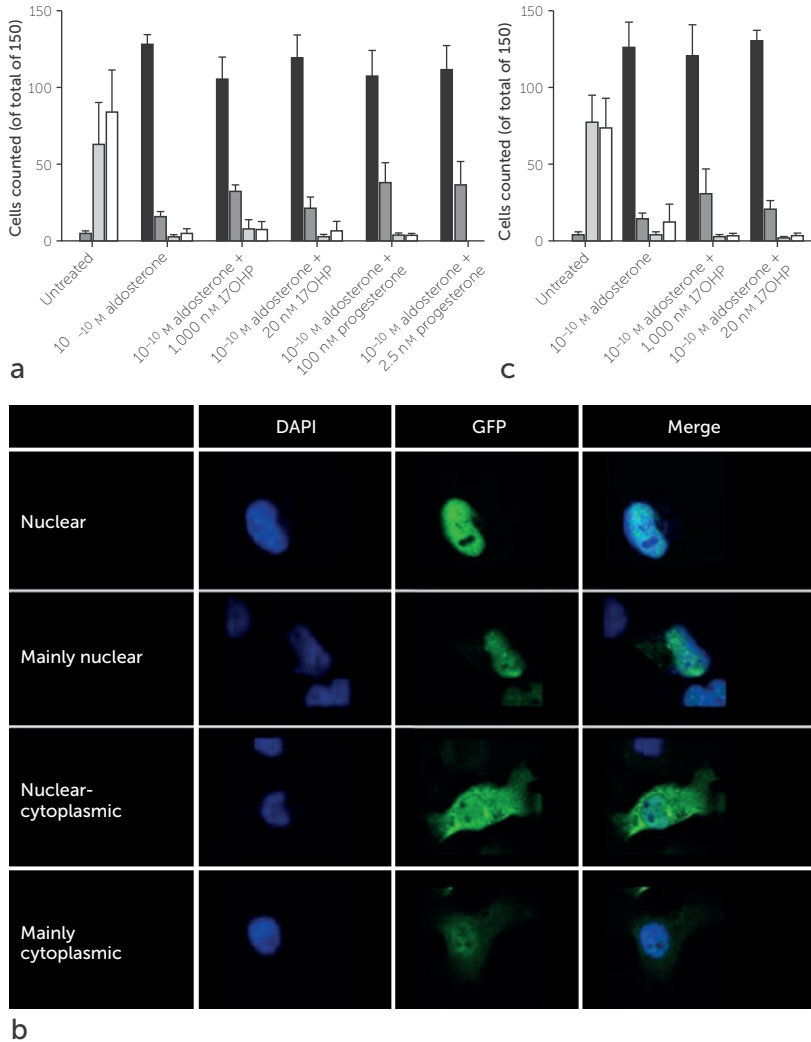 Cells counted (of total of 150)
150
100
50
0
Untreated
10 ⁻¹⁰ M aldosterone
10⁻¹⁰ M aldosterone +
1,000 nM 17OHP
10⁻¹⁰ M aldosterone +
20 nM 17OHP
10⁻¹⁰ M aldosterone +
100 nM progesterone
10⁻¹⁰ M aldosterone +
2.5 nM progesterone
a
Cells counted (of total of 150)
150
100
50
0
Untreated
10⁻¹⁰ M aldosterone
10⁻¹⁰ M aldosterone +
1,000 nM 17OHP
10⁻¹⁰ M aldosterone +
20 nM 17OHP
c
DAPI GFP Merge
Nuclear
Mainly nuclear
Nuclear-
cytoplasmic
Mainly
cytoplasmic
b